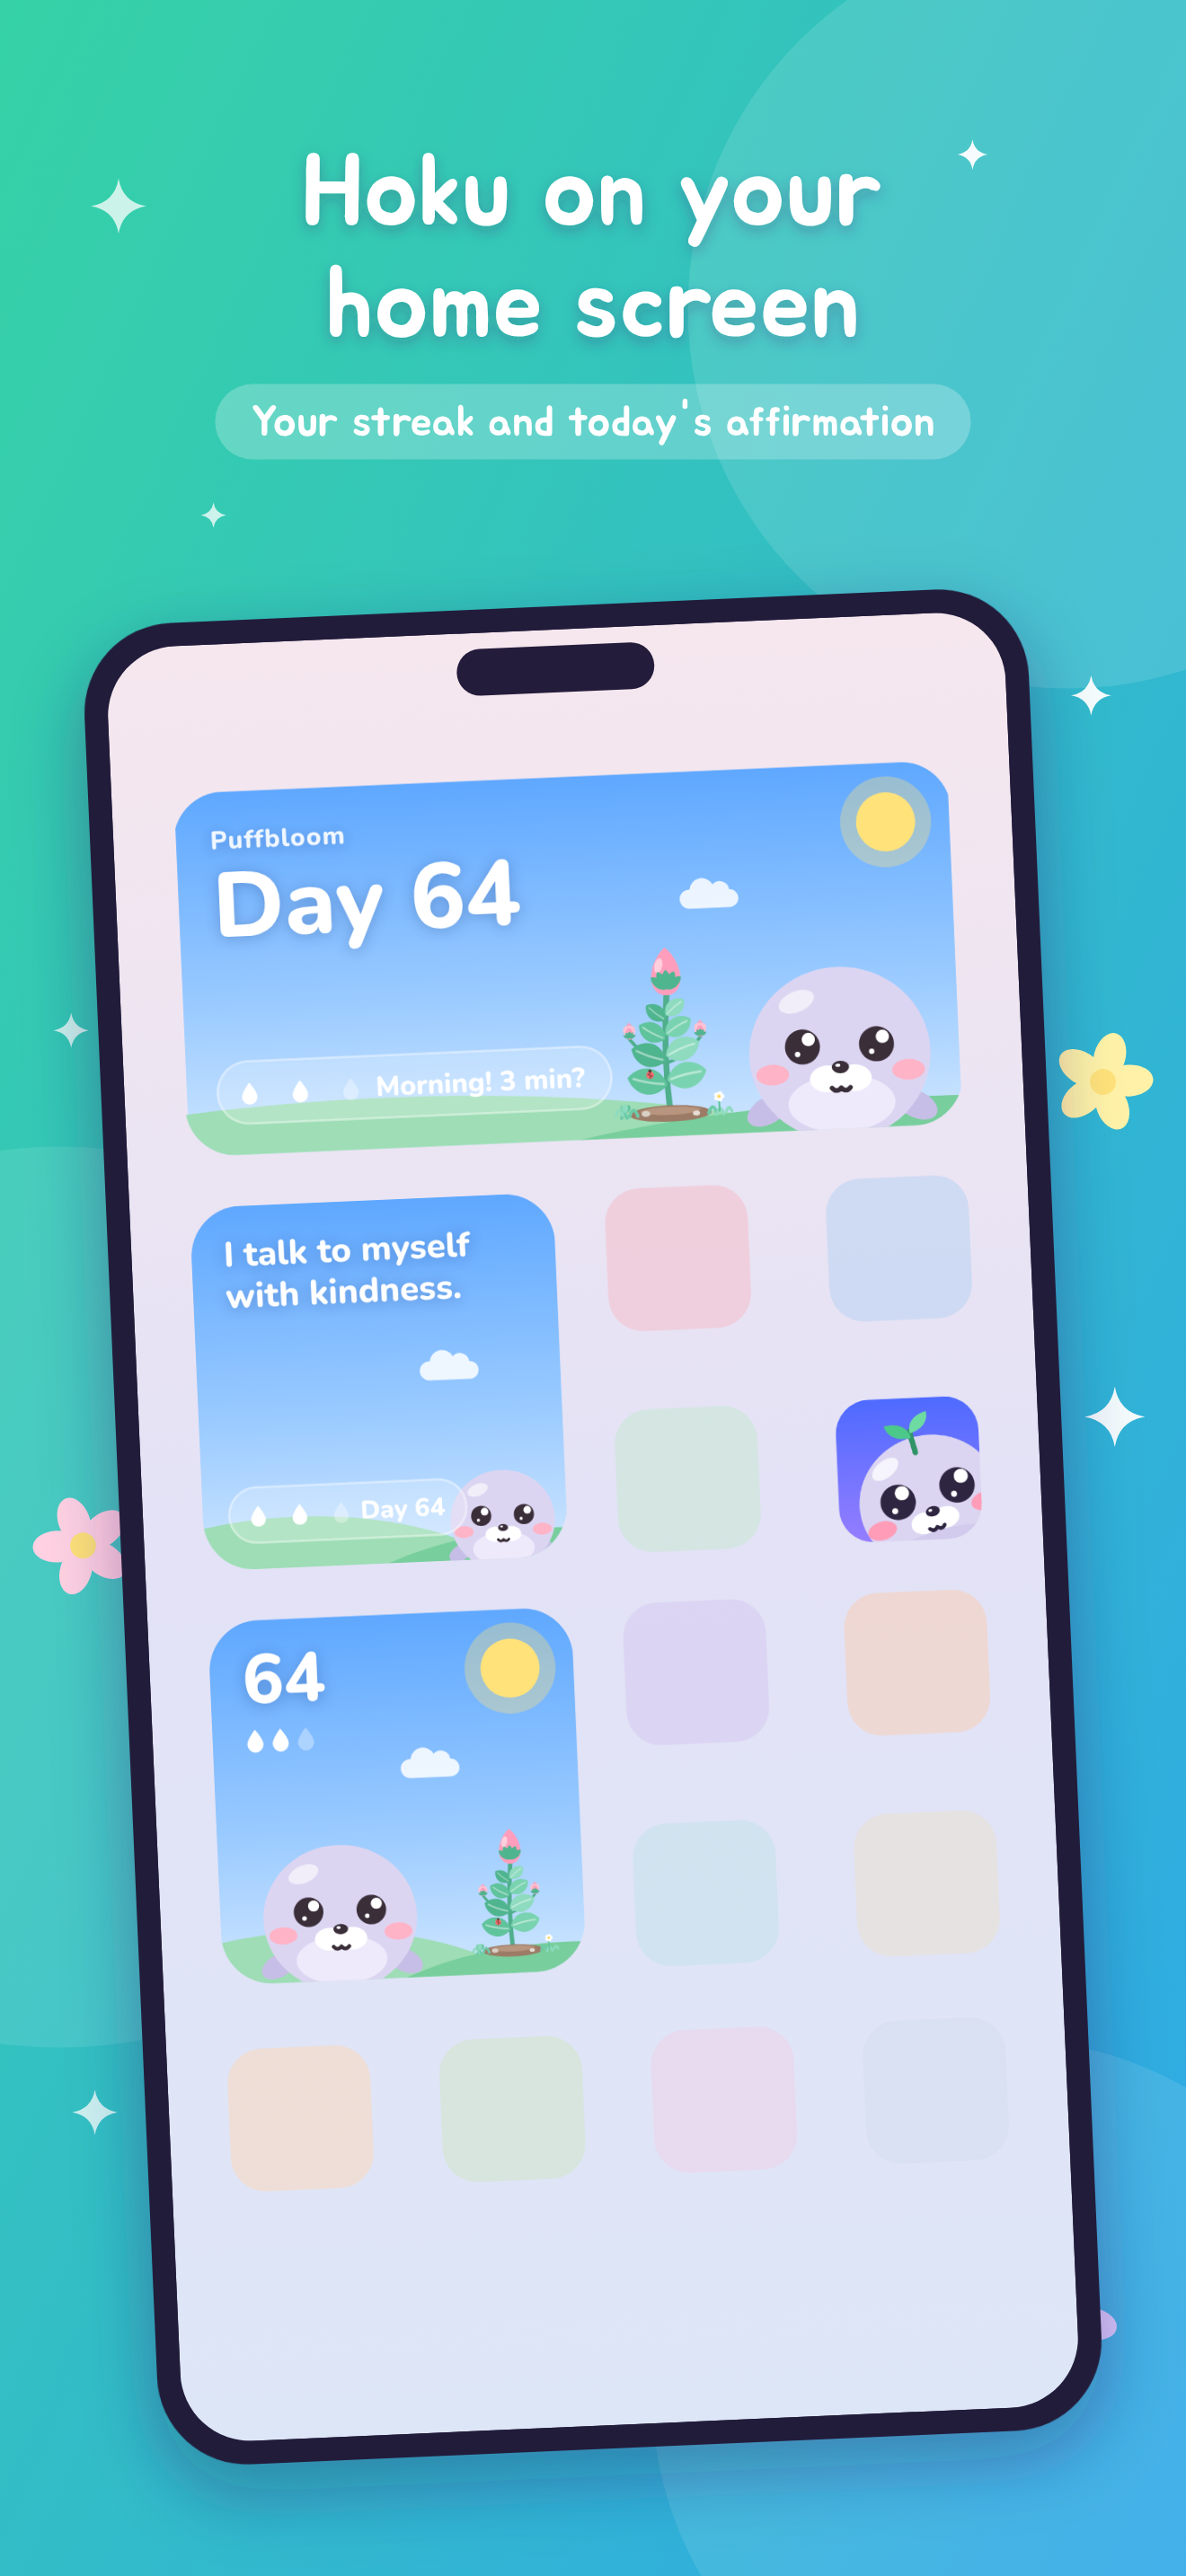 Hoku on your
home screen
Your streak and today's affirmation
Puffbloom
Day 64
Morning! 3 min?
I talk to myself
with kindness.
Day 64
64